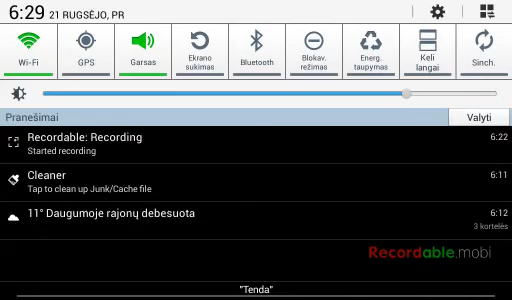 6:29 21 RUGSĖJO, PR
Wi-Fi GPS Garsas Ekrano sukimas Bluetooth Blokav. režimas Energ. taupymas Keli langai Sinch.
Pranešimai Valyti
Recordable: Recording 6:22
Started recording
Cleaner 6:11
Tap to clean up Junk/Cache file
11° Daugumoje rajonų debesuota 6:12
3 kortelės
Recordable.mobi
"Tenda"